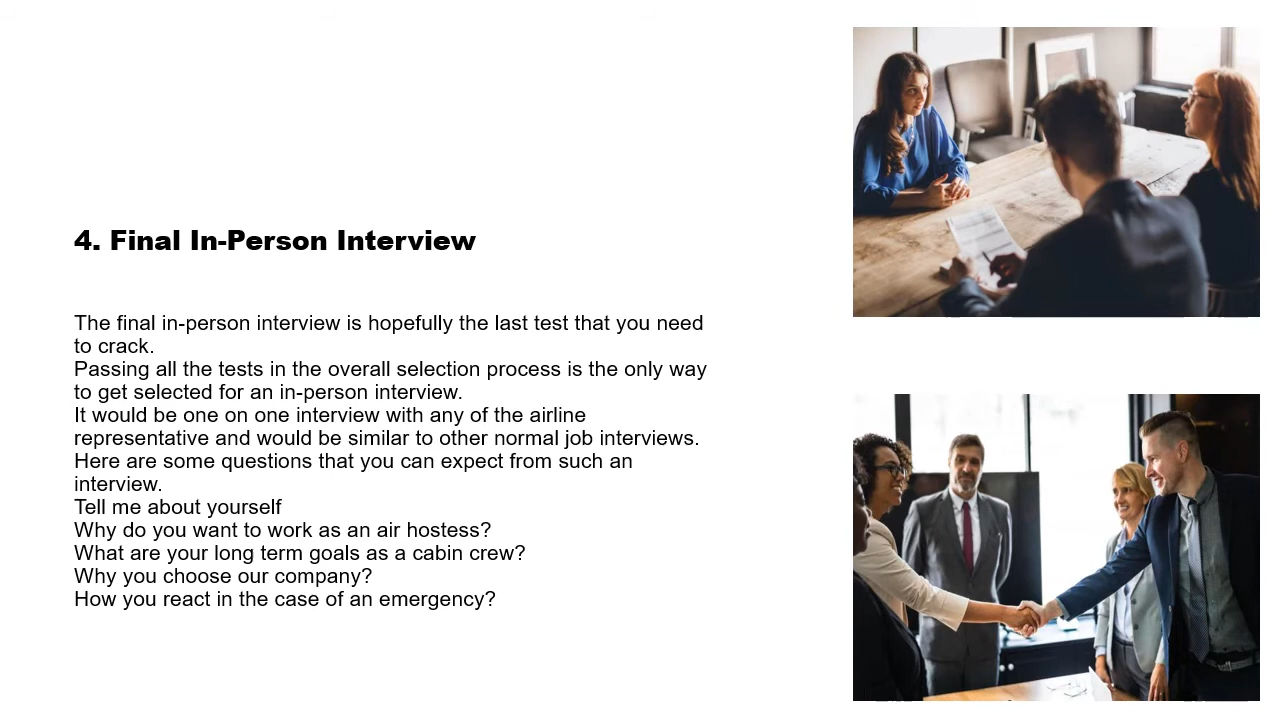 4. Final In-Person Interview
The final in-person interview is hopefully the last test that you need
to crack.
Passing all the tests in the overall selection process is the only way
to get selected for an in-person interview.
It would be one on one interview with any of the airline
representative and would be similar to other normal job interviews.
Here are some questions that you can expect from such an
interview.
Tell me about yourself
Why do you want to work as an air hostess?
What are your long term goals as a cabin crew?
Why you choose our company?
How you react in the case of an emergency?